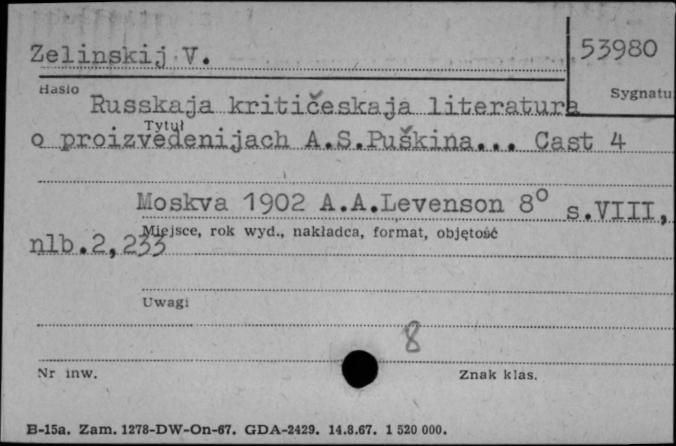 Zelinskij V.
53980
Hasło
Sygnatu
Russkaja kritičeskaja literatura
Tytuł
o proizvedenijach A.S.Puškina... Cast 4
Moskva 1902 A.A.Levenson 8° s.VIII,
Miejsce, rok wyd., nakładca, format, objętość
nlb.2,233
Uwagi
8
Nr inw.
Znak klas.
B-15a. Zam. 1278-DW-On-67. GDA-2429. 14.8.67. 1 520 000.